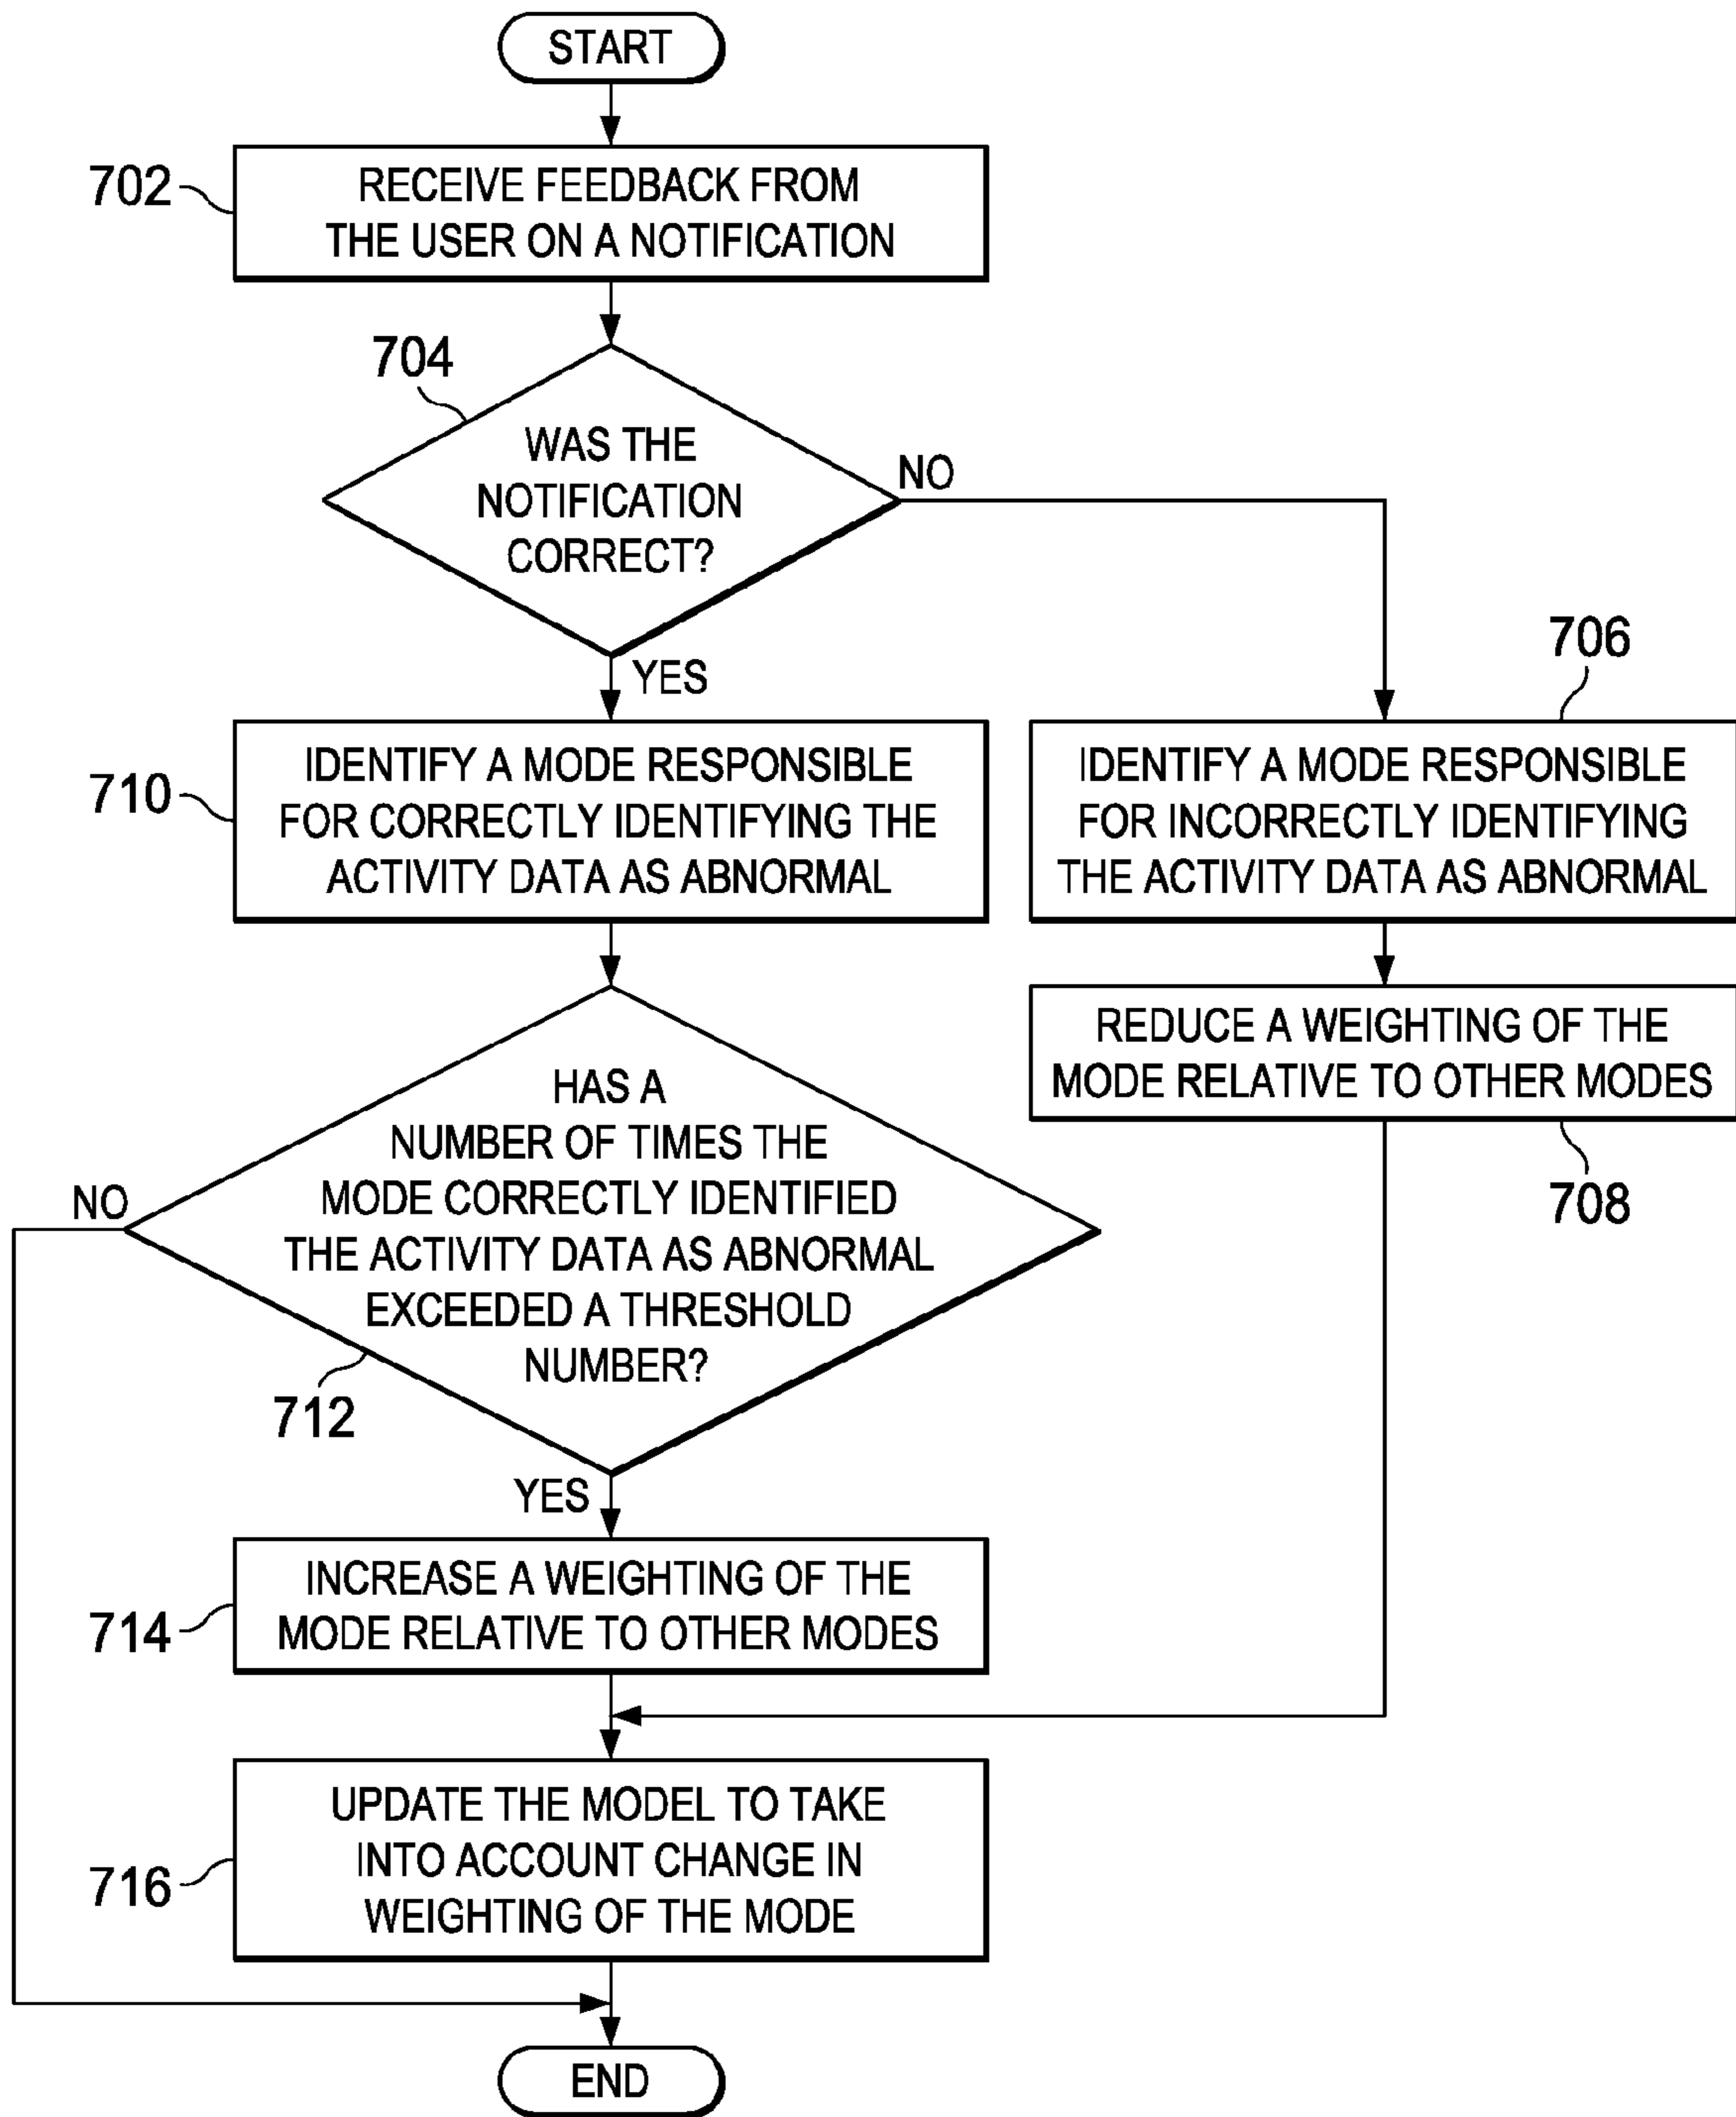 START
702
RECEIVE FEEDBACK FROM
THE USER ON A NOTIFICATION
704
WAS THE
NOTIFICATION
CORRECT?
NO
YES
706
710
IDENTIFY A MODE RESPONSIBLE
FOR CORRECTLY IDENTIFYING THE
ACTIVITY DATA AS ABNORMAL
IDENTIFY A MODE RESPONSIBLE
FOR INCORRECTLY IDENTIFYING
THE ACTIVITY DATA AS ABNORMAL
REDUCE A WEIGHTING OF THE
MODE RELATIVE TO OTHER MODES
708
HAS A
NUMBER OF TIMES THE
MODE CORRECTLY IDENTIFIED
THE ACTIVITY DATA AS ABNORMAL
EXCEEDED A THRESHOLD
NUMBER?
NO
712
YES
714
INCREASE A WEIGHTING OF THE
MODE RELATIVE TO OTHER MODES
716
UPDATE THE MODEL TO TAKE
INTO ACCOUNT CHANGE IN
WEIGHTING OF THE MODE
END